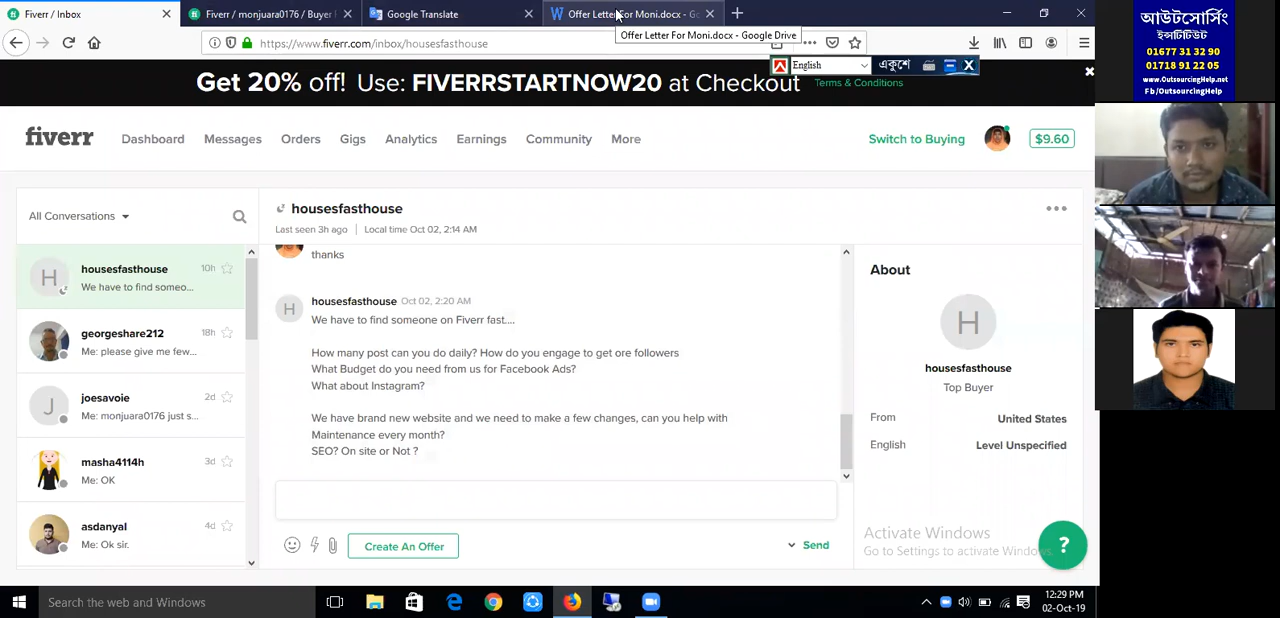 Fiverr / Inbox
Fiverr / monjuara0176 / Buyer
Google Translate
Offer Letter For Moni.docx - Go
Offer Letter For Moni.docx - Google Drive
https://www.fiverr.com/inbox/housesfasthouse
English
একুশে
Get 20% off! Use: FIVERRSTARTNOW20 at Checkout
Terms & Conditions
fiverr
Dashboard
Messages
Orders
Gigs
Analytics
Earnings
Community
More
Switch to Buying
$9.60
All Conversations
housesfasthouse
10h
We have to find someo...
georgeshare212
18h
Me: please give me few...
joesavoie
2d
Me: monjuara0176 just s...
masha4114h
3d
Me: OK
asdanyal
4d
Me: Ok sir.
housesfasthouse
Last seen 3h ago | Local time Oct 02, 2:14 AM
thanks
H
housesfasthouse Oct 02, 2:20 AM
We have to find someone on Fiverr fast....
How many post can you do daily? How do you engage to get ore followers
What Budget do you need from us for Facebook Ads?
What about Instagram?
We have brand new website and we need to make a few changes, can you help with
Maintenance every month?
SEO? On site or Not ?
Create An Offer
Send
About
H
housesfasthouse
Top Buyer
From
United States
English
Level Unspecified
Activate Windows
Go to Settings to activate Windows.
?
H
J
Search the web and Windows
12:29 PM
02-Oct-19
আউটসোর্সিং
ইন্সটিটিউট
01677 31 32 90
01718 91 22 05
www.OutsourcingHelp.net
Fb/OutsourcingHelp